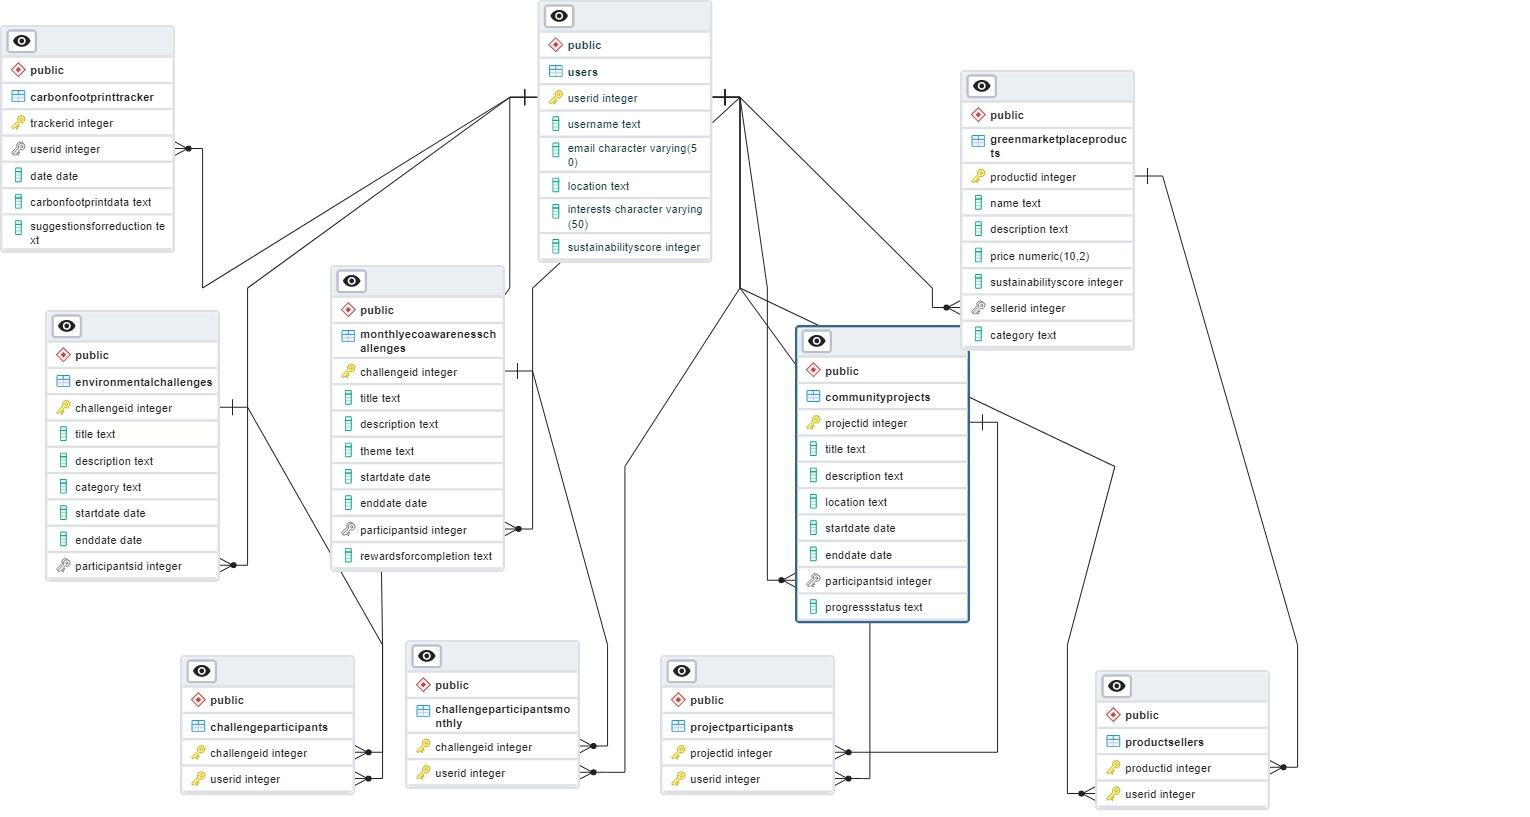 public
carbonfootprinttracker
trackerid integer
userid integer
date date
carbonfootprintdata text
suggestionsforreduction te
xt
public
users
userid integer
username text
email character varying(5
0)
location text
interests character varying
(50)
sustainabilityscore integer
public
greenmarketplaceproduc
ts
productid integer
name text
description text
price numeric(10,2)
sustainabilityscore integer
sellerid integer
category text
public
environmentalchallenges
challengeid integer
title text
description text
category text
startdate date
enddate date
participantsid integer
public
monthlyecoawarenessch
allenges
challengeid integer
title text
description text
theme text
startdate date
enddate date
participantsid integer
rewardsforcompletion text
public
communityprojects
projectid integer
title text
description text
location text
startdate date
enddate date
participantsid integer
progressstatus text
public
challengeparticipants
challengeid integer
userid integer
public
challengeparticipantsmo
nthly
challengeid integer
userid integer
public
projectparticipants
projectid integer
userid integer
public
productsellers
productid integer
userid integer